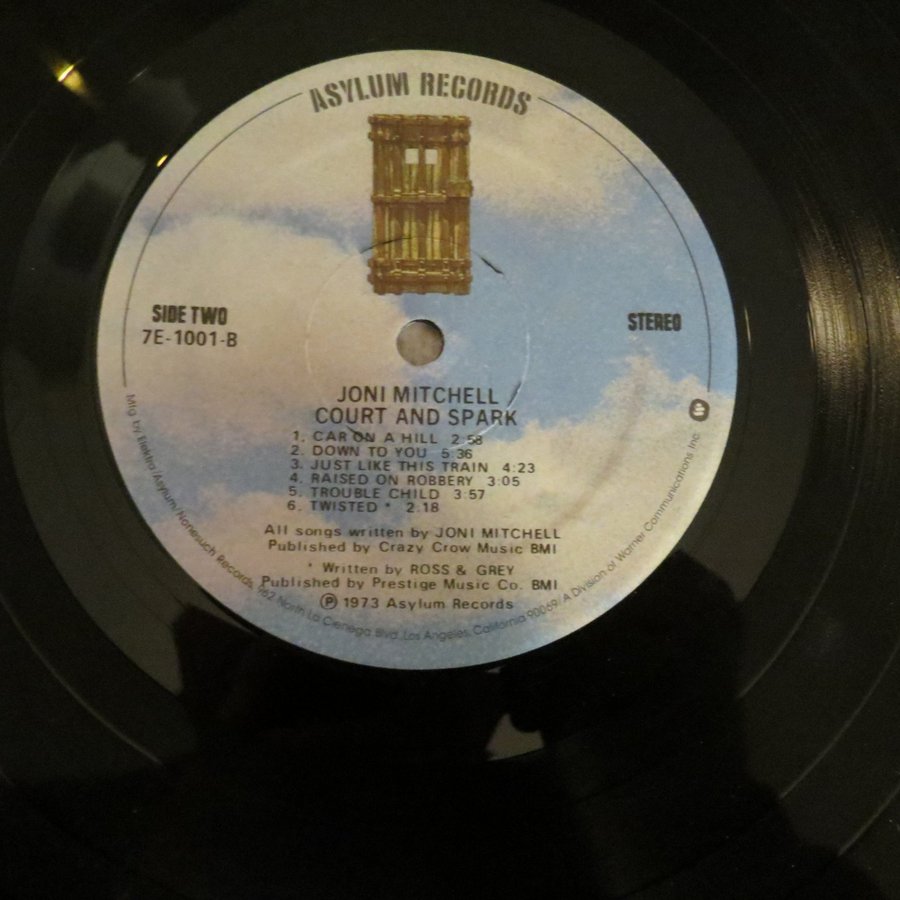 ASYLUM RECORDS
SIDE TWO
7E-1001-B
STEREO
JONI MITCHELL
COURT AND SPARK
1. CAR ON A HILL 2:58
2. DOWN TO YOU 5:36
3. JUST LIKE THIS TRAIN 4:23
4. RAISED ON ROBBERY 3:05
5. TROUBLE CHILD 3:57
6. TWISTED * 2:18
All songs written by JONI MITCHELL
Published by Crazy Crow Music BMI
* Written by ROSS & GREY
Published by Prestige Music Co. BMI
Ⓟ 1973 Asylum Records
Mfg by Elektra/Asylum/Nonesuch Records, 962 North La Cienega Blvd., Los Angeles, California 90069/A Division of Warner Communications Inc.